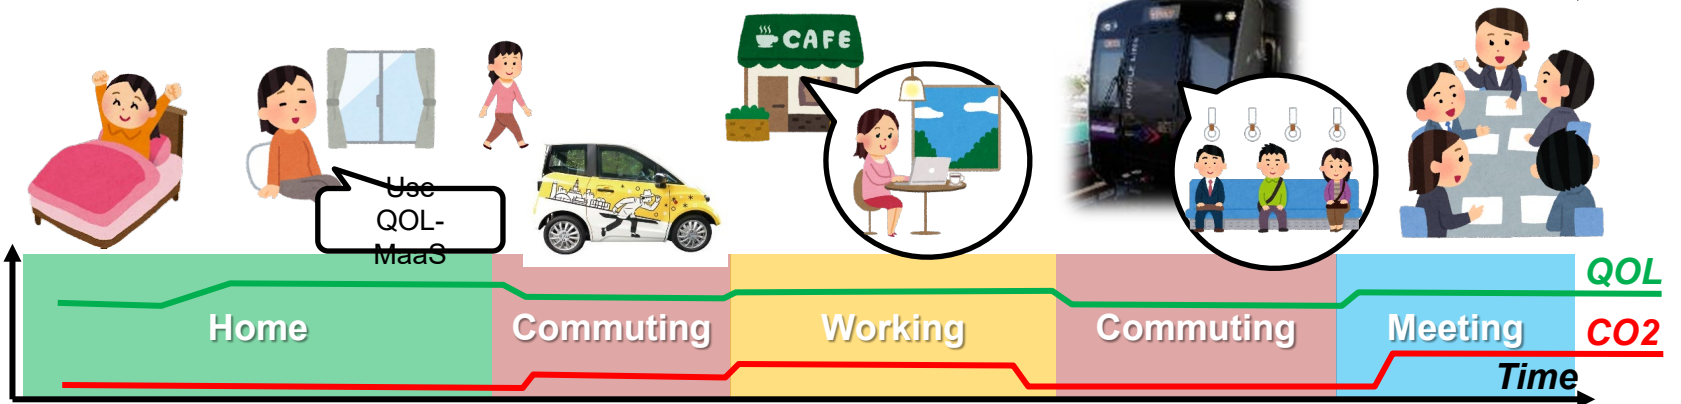 CAFE
Use
QOL-
MaaS
QOL
Home
Commuting
Working
Commuting
Meeting
CO2
Time